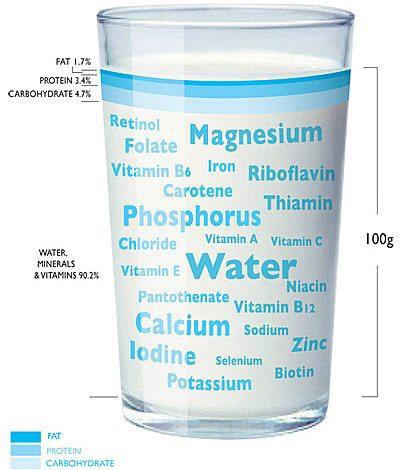 FAT 1.7%
PROTEIN 3.4%
CARBOHYDRATE 4.7%
Retinol
Magnesium
Folate
Vitamin B6
Iron
Riboflavin
Carotene
Thiamin
Phosphorus
Chloride
Vitamin A
Vitamin C
100g
WATER,
MINERALS
& VITAMINS 90.2%
Vitamin E
Water
Niacin
Pantothenate
Vitamin B12
Calcium
Sodium
Zinc
Iodine
Selenium
Biotin
Potassium
FAT
PROTEIN
CARBOHYDRATE